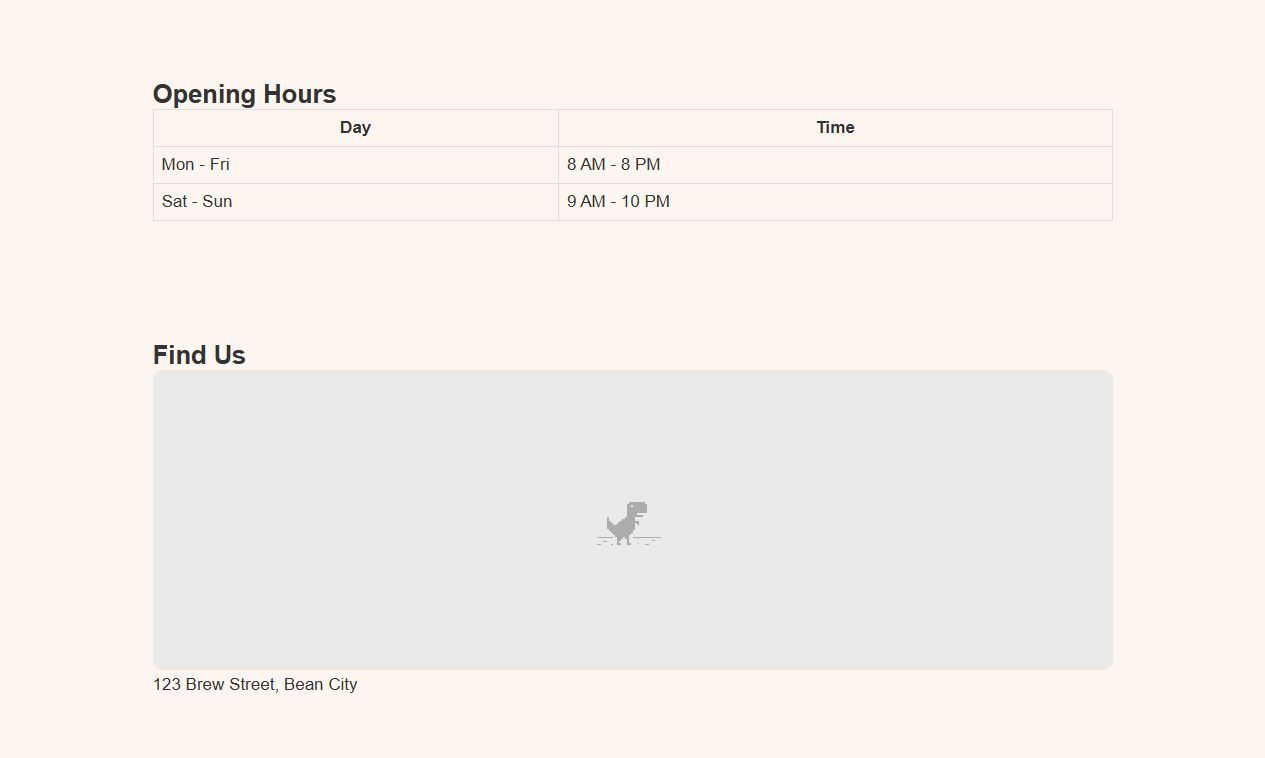 Opening Hours
Day Time
Mon - Fri 8 AM - 8 PM
Sat - Sun 9 AM - 10 PM
Find Us
123 Brew Street, Bean City